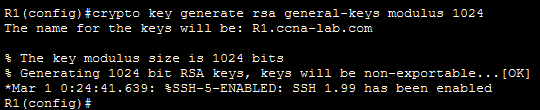 R1(config)#crypto key generate rsa general-keys modulus 1024
The name for the keys will be: R1.ccna-lab.com
% The key modulus size is 1024 bits
% Generating 1024 bit RSA keys, keys will be non-exportable...[OK]
*Mar 1 0:24:41.639: %SSH-5-ENABLED: SSH 1.99 has been enabled
R1(config)#